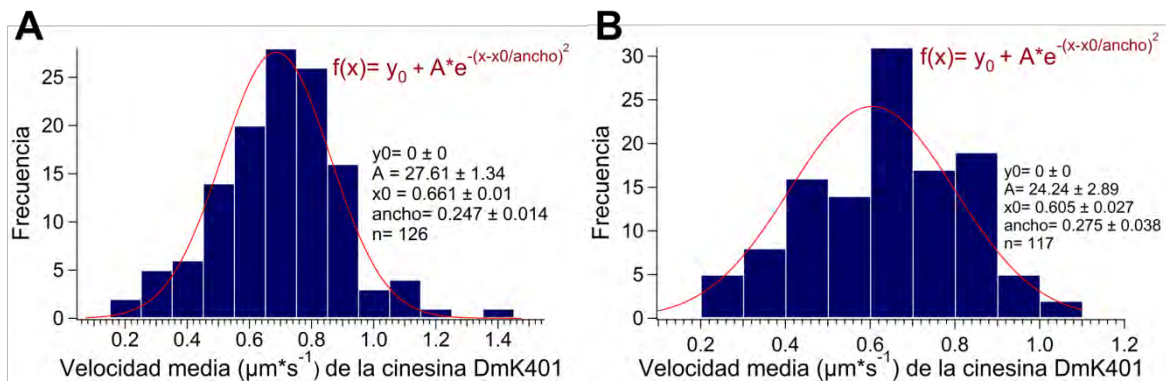 A
f(x)= y0 + A*e-(x-x0/ancho)2
y0= 0 ± 0
A = 27.61 ± 1.34
x0 = 0.661 ± 0.01
ancho= 0.247 ± 0.014
n= 126
Frecuencia
25
20
15
10
5
0
0.2 0.4 0.6 0.8 1.0 1.2 1.4
Velocidad media (µm*s-1) de la cinesina DmK401
B
f(x)= y0 + A*e-(x-x0/ancho)2
y0= 0 ± 0
A= 24.24 ± 2.89
x0= 0.605 ± 0.027
ancho= 0.275 ± 0.038
n= 117
Frecuencia
30
25
20
15
10
5
0
0.2 0.4 0.6 0.8 1.0 1.2
Velocidad media (µm*s-1) de la cinesina DmK401